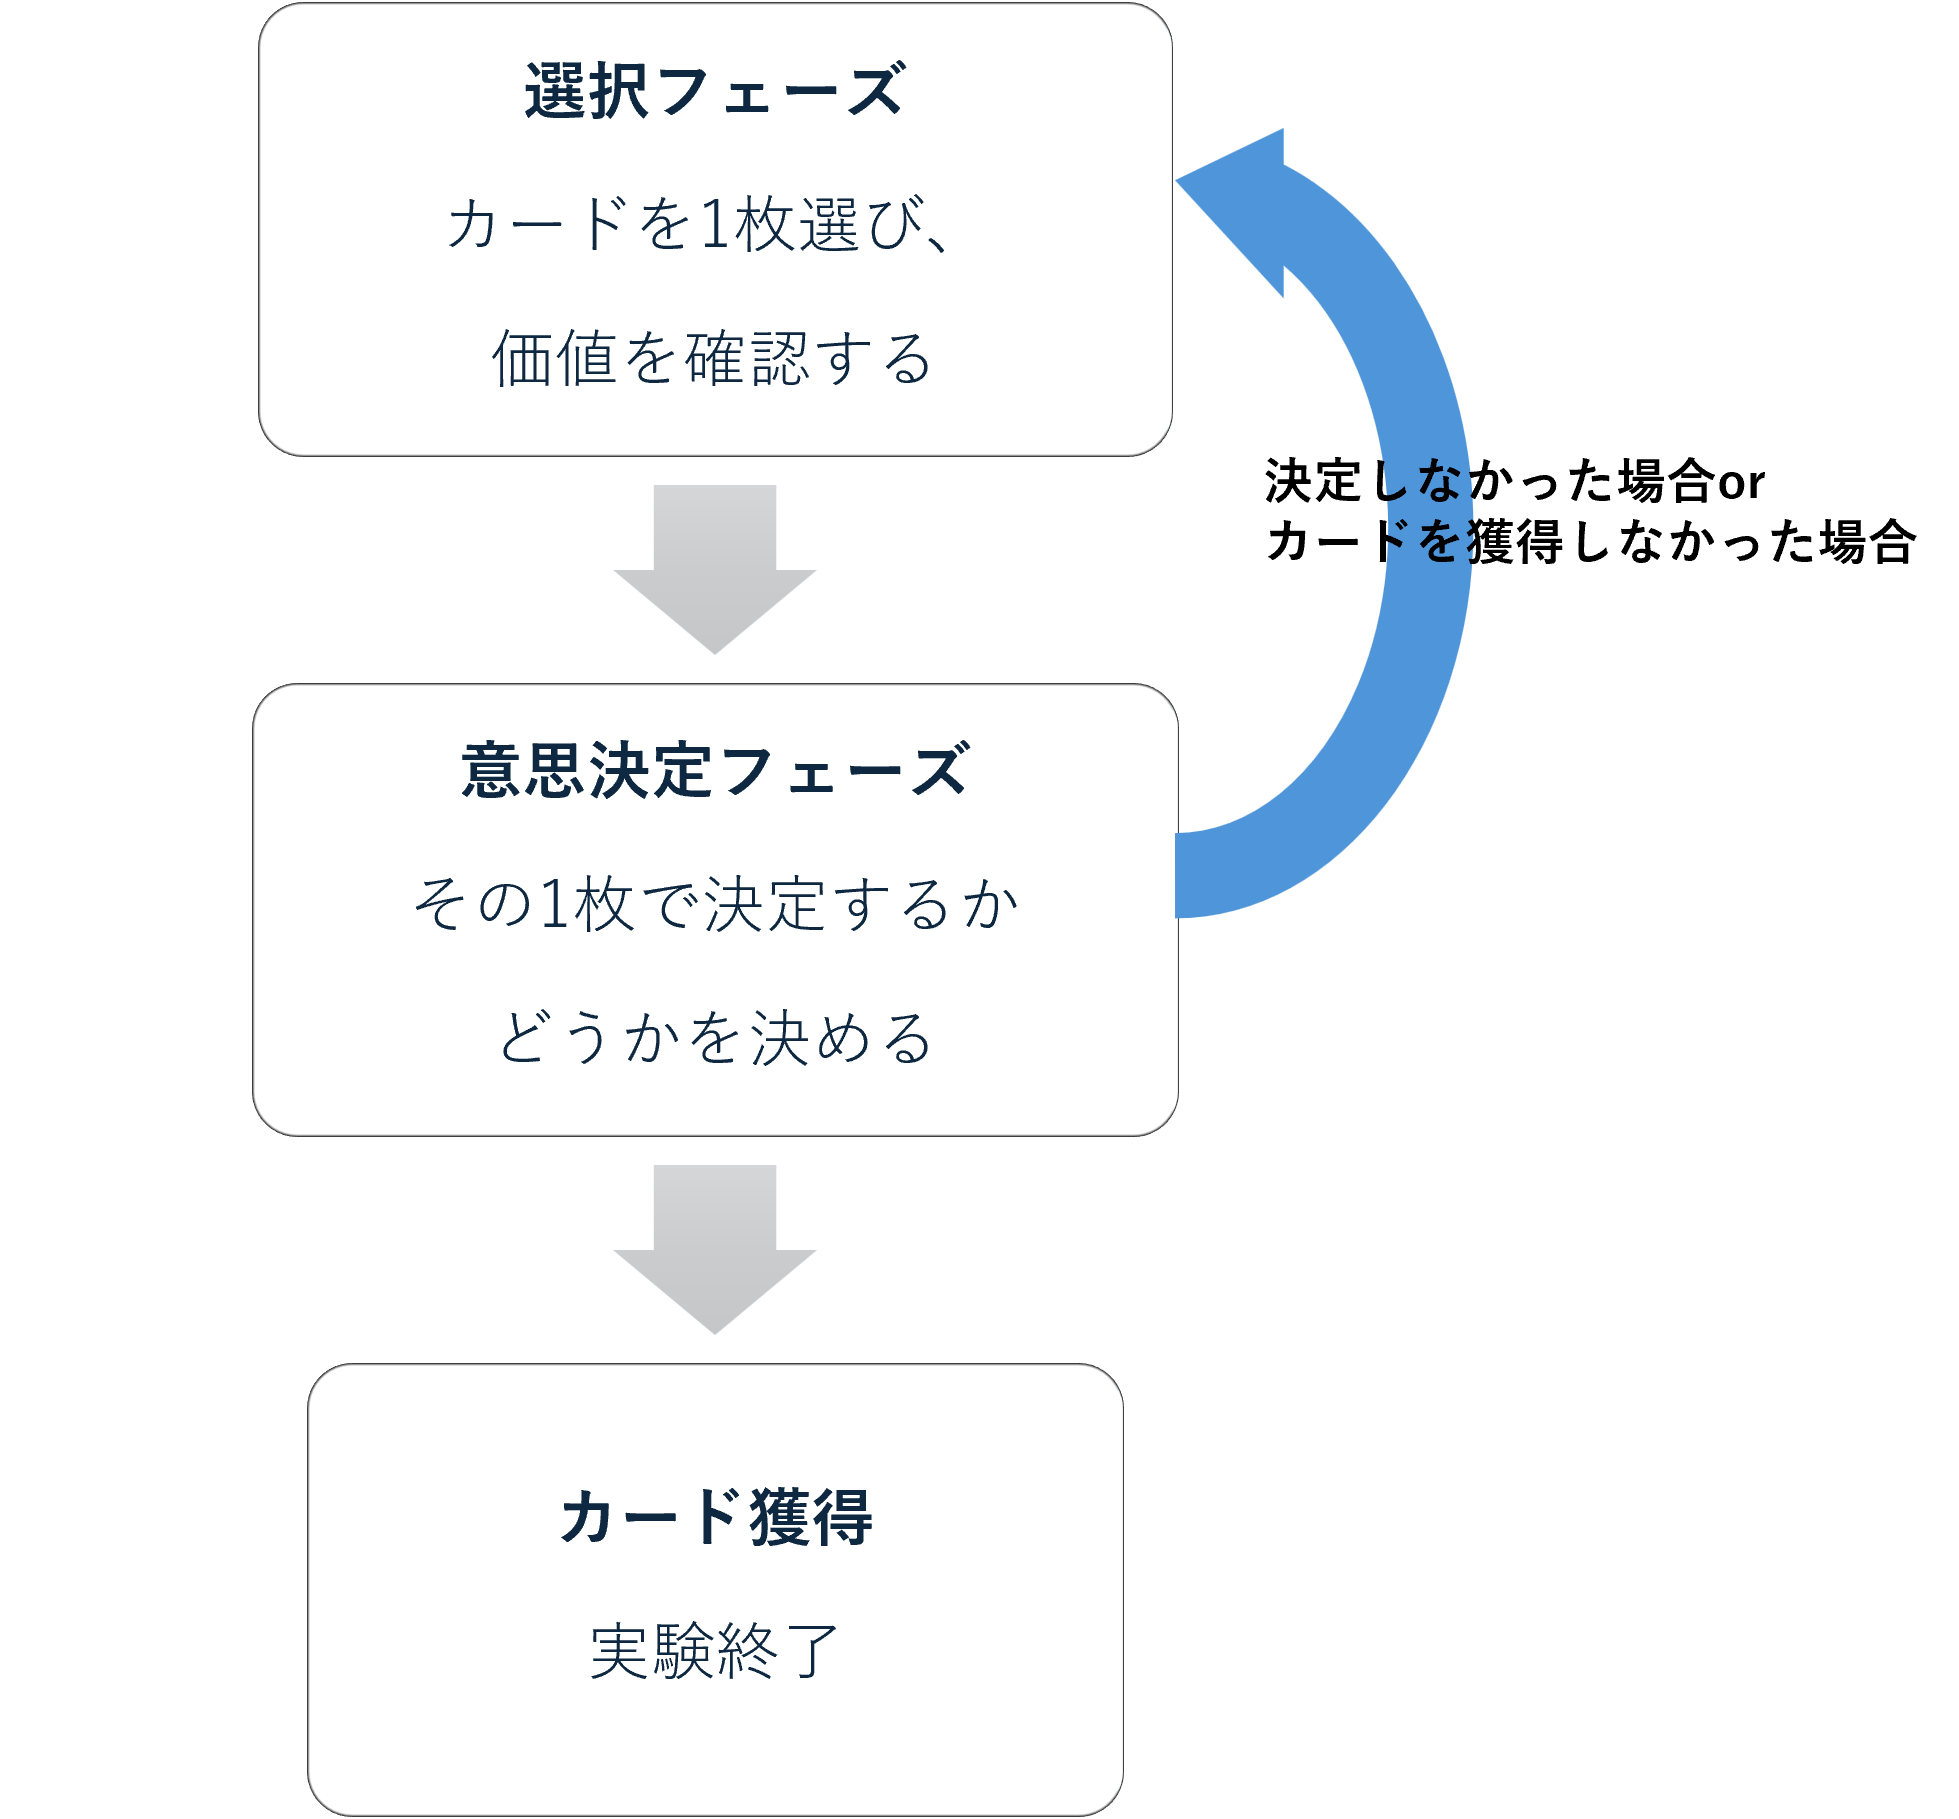 選択フェーズ
カードを1枚選び、
価値を確認する
決定しなかった場合or
カードを獲得しなかった場合
意思決定フェーズ
その1枚で決定するか
どうかを決める
カード獲得
実験終了